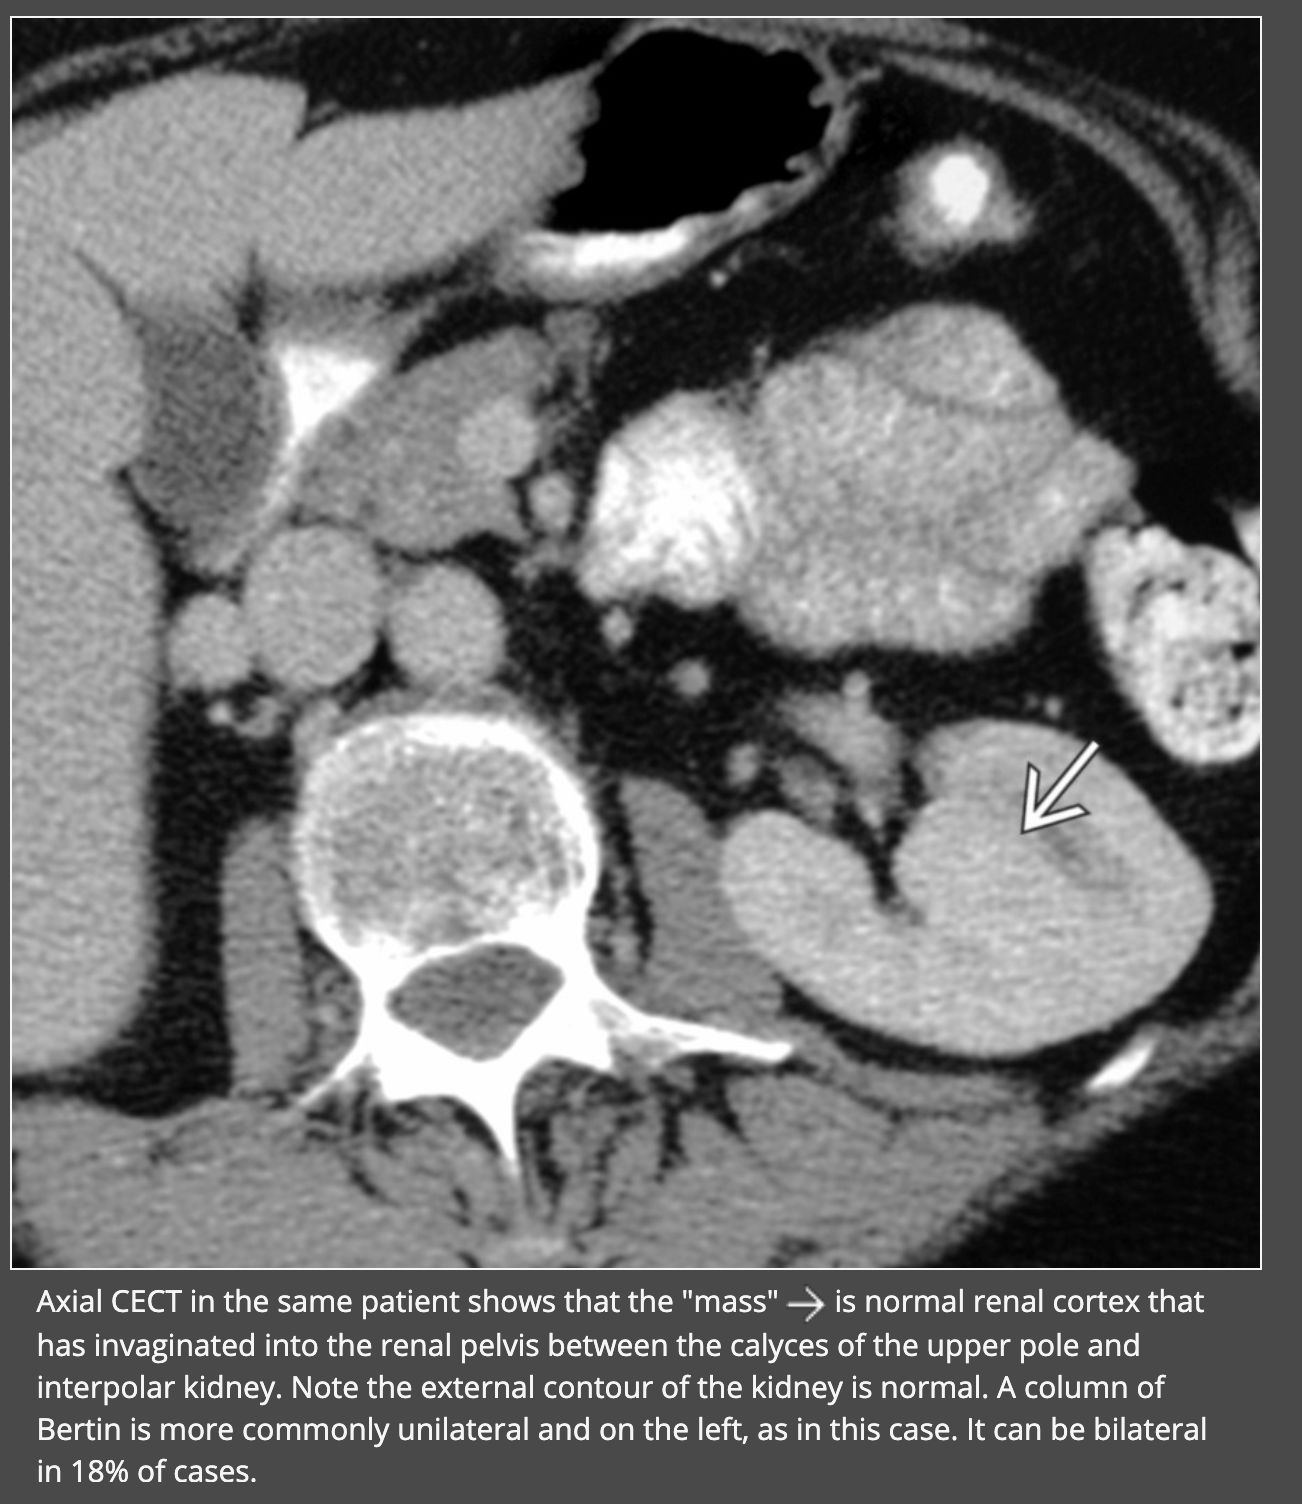 Axial CECT in the same patient shows that the "mass" → is normal renal cortex that
has invaginated into the renal pelvis between the calyces of the upper pole and
interpolar kidney. Note the external contour of the kidney is normal. A column of
Bertin is more commonly unilateral and on the left, as in this case. It can be bilateral
in 18% of cases.